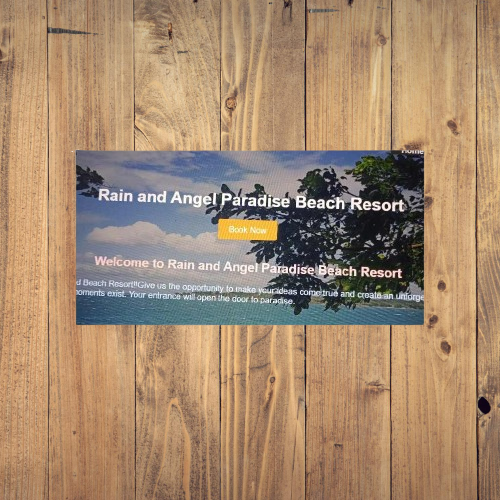 Home
Rain and Angel Paradise Beach Resort
Book Now
Welcome to Rain and Angel Paradise Beach Resort
d Beach Resort!!Give us the opportunity to make your ideas come true and create an unforge
moments exist. Your entrance will open the door to paradise.